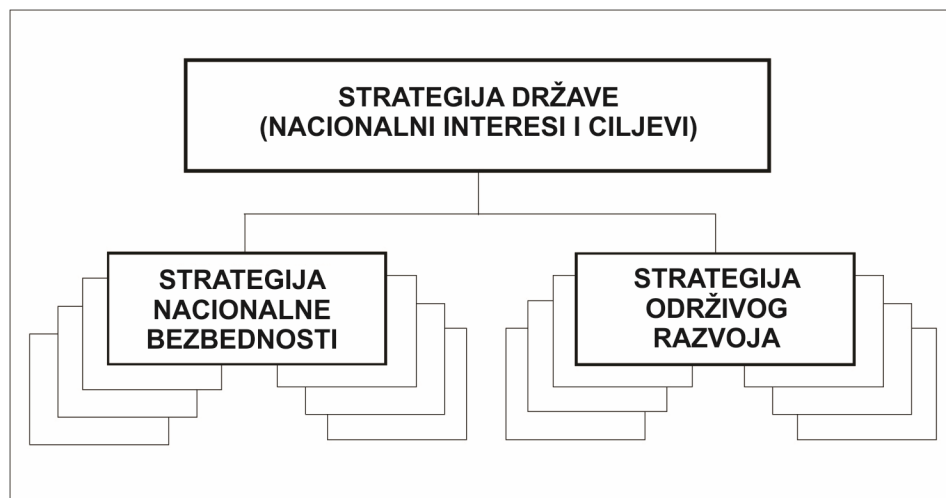 STRATEGIJA DRŽAVE
(NACIONALNI INTERESI I CILJEVI)
STRATEGIJA
NACIONALNE
BEZBEDNOSTI
STRATEGIJA
ODRŽIVOG
RAZVOJA